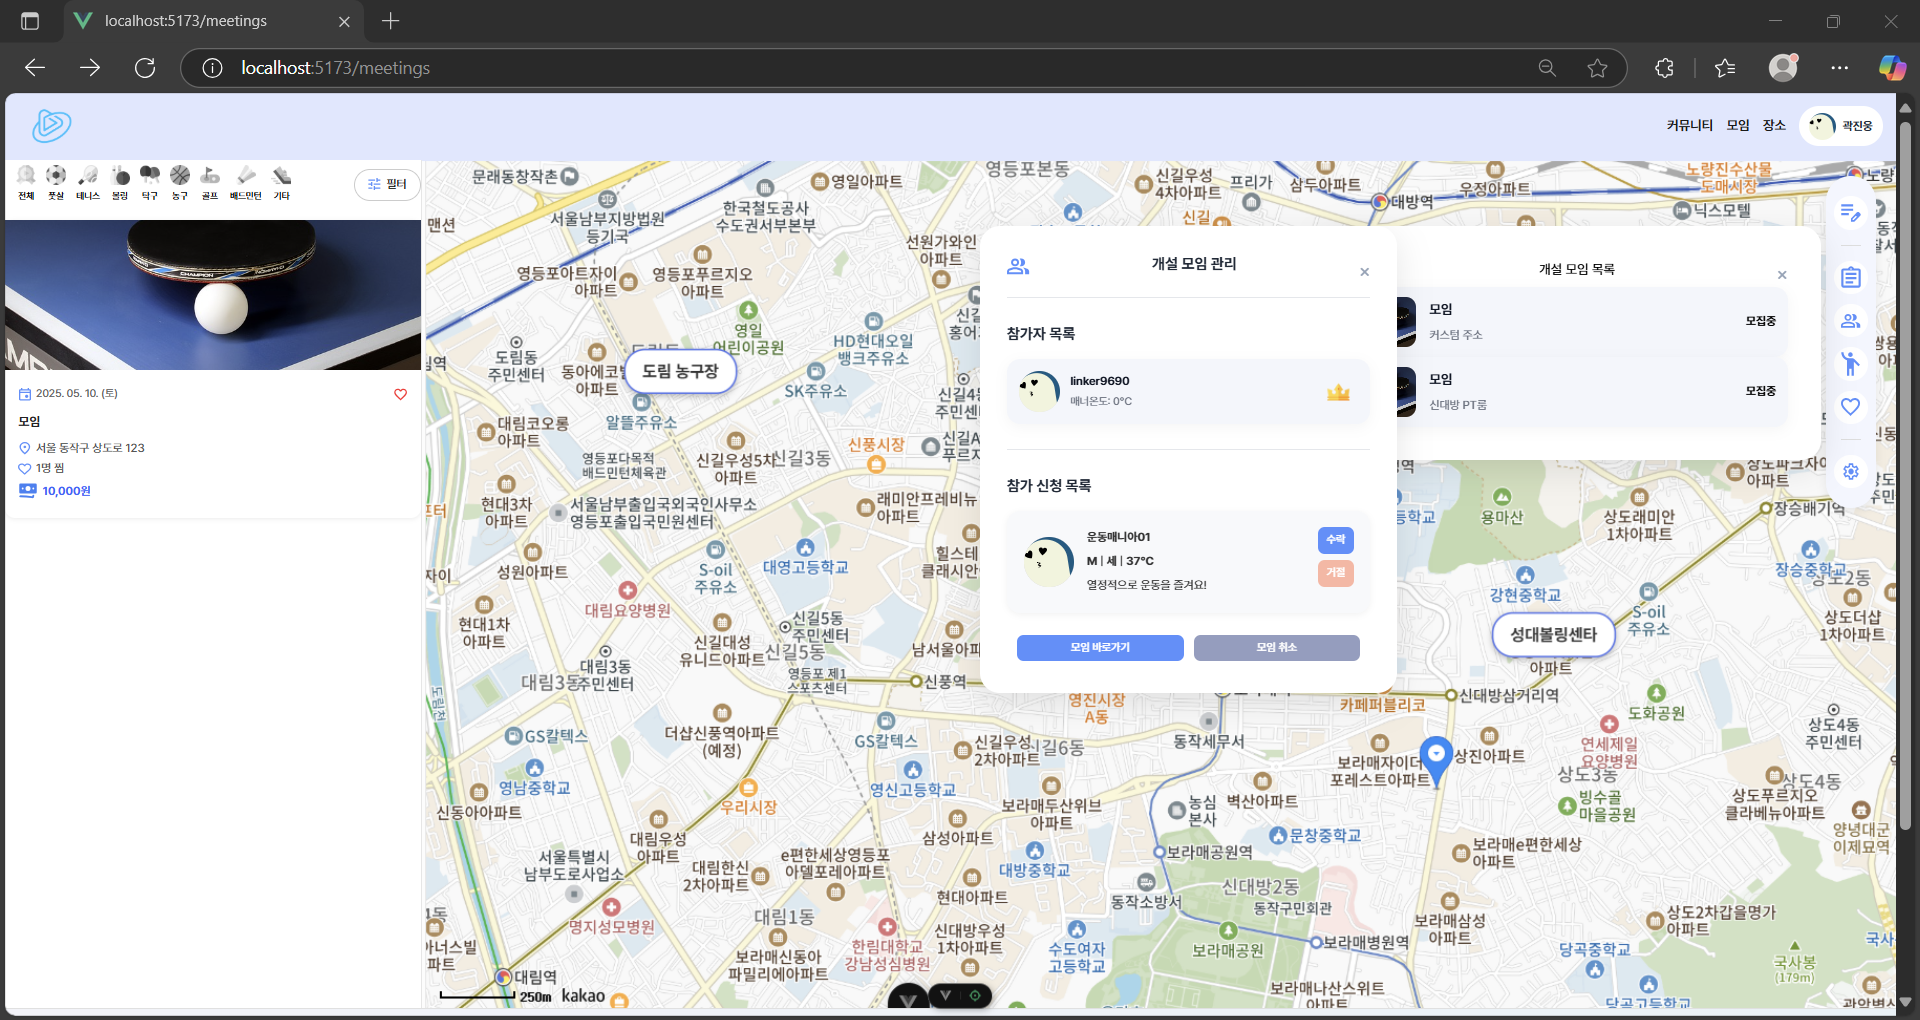 localhost:5173/meetings
localhost:5173/meetings
커뮤니티 모임 장소 곽진웅
전체 풋살 테니스 볼링 탁구 농구 골프 배드민턴 기타
필터
CHAMPION
2025. 05. 10. (토)
모임
서울 동작구 상도로 123
1명 찜
10,000원
개설 모임 관리
참가자 목록
linker9690
매너온도: 0°C
참가 신청 목록
운동매니아01
M | 세 | 37°C
열정적으로 운동을 즐겨요!
수락
거절
모임 바로가기
모임 취소
개설 모임 목록
모임
커스텀 주소
모집중
모임
신대방 PT룸
모집중
문래동창작촌
영일아파트
영등포본동
신길우성
4차아파트
프리가
삼두아파트
우정아파트
노량진수산물
도매시장
노량
대방역
닉스모텔
맨션
서울남부지방법원
등기국
한국철도공사
수도권서부본부
신길
선원가와인
아파트
영등포아트자이
아파트
영등포푸르지오
아파트
영일
어린이공원
HD현대오일
뱅크주유소
도림동
주민센터
동아에코빌
아파트
도림 농구장
SK주유소
알뜰주유소
대림코오롱
아파트
영등포다목적
배드민턴체육관
신길우성5차
아파트
신길3동
신풍시장
현대3차
아파트
서울남부출입국외국인사무소
영등포출입국민원센터
래미안프레비뉴
아파트
성원아파트
S-oil
주유소
대영고등학교
대림요양병원
현대1차
아파트
신길대성
유니드아파트
신길5동
주민센터
신길5동
대림3동
주민센터
대림3동
영등포 제1
스포츠센터
신풍역
도림천
GS칼텍스
더샵신풍역아파트
(예정)
GS칼텍스
신길우성
2차아파트
신길6동
영진시장
A동
동작세무서
카페퍼블리코
신대방삼거리역
성대볼링센타
아파트
용마산
상도래미안
1차아파트
장승배기역
강현중학교
S-oil
주유소
장승중학교
상도2동
상도더샵
1차아파트
도화공원
연세제일
요양병원
상도3동
상도4동
주민센터
상도4동
상도푸르지오
클라베뉴아파트
빙수골
마을공원
양녕대군
이제묘역
보라매자이더
포레스트아파트
상진아파트
영남중학교
신동아아파트
우리시장
영신고등학교
보라매두산위브
아파트
농심
본사
벽산아파트
문창중학교
대림우성
아파트
삼성아파트
보라매공원역
보라매e편한세상
아파트
서울특별시
남부도로사업소
대림한신
2차아파트
e편한세상영등포
아델포레아파트
대방중학교
현대아파트
동작소방서
신대방2동
동작구민회관
보라매삼성
아파트
상도2차갑을명가
아파트
명지성모병원
대림1동
보라매신동아
파밀리에아파트
한림대학교
강남성심병원
신대방우성
1차아파트
수도여자
고등학교
보라매공원
보라매병원역
당곡중학교
국사봉
(179m)
대림역
250m kakao
보라매나산스위트
아파트
당곡고등학교